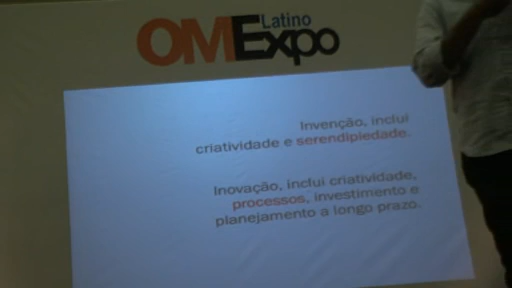 Latino
OMExpo
Invenção, inclui
criatividade e serendipiedade.
Inovação, inclui criatividade,
processos, investimento e
planejamento a longo prazo.